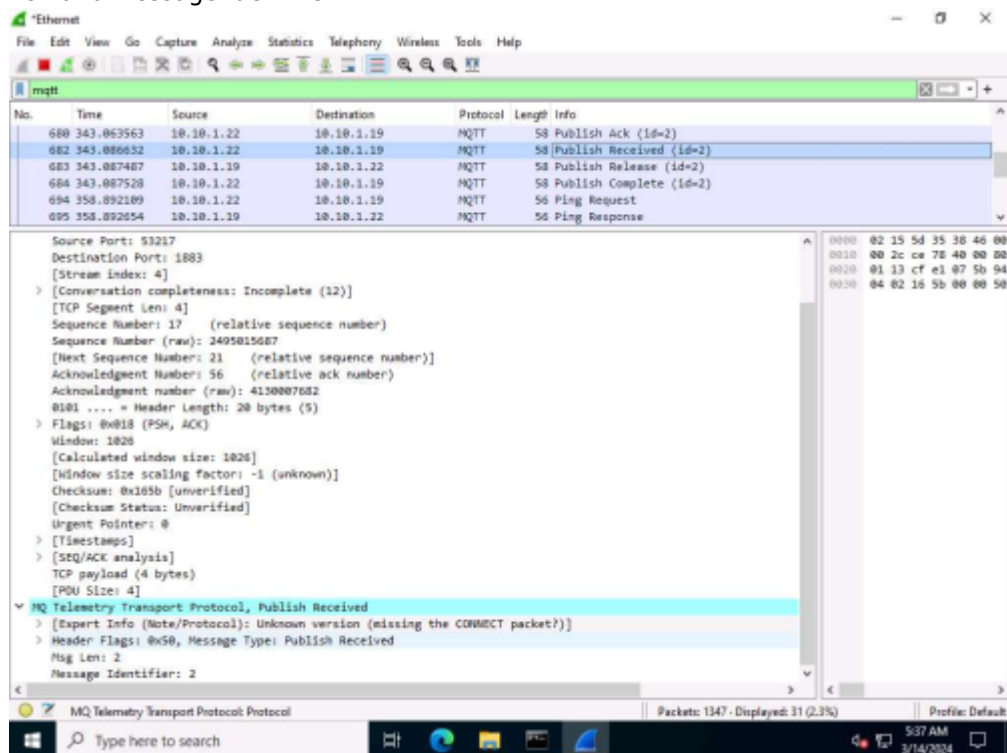 *Ethernet
File Edit View Go Capture Analyze Statistics Telephony Wireless Tools Help
mqtt
No. Time Source Destination Protocol Length Info
680 343.063563 10.10.1.22 10.10.1.19 MQTT 58 Publish Ack (id=2)
682 343.086632 10.10.1.22 10.10.1.19 MQTT 58 Publish Received (id=2)
683 343.087487 10.10.1.19 10.10.1.22 MQTT 58 Publish Release (id=2)
684 343.087528 10.10.1.22 10.10.1.19 MQTT 58 Publish Complete (id=2)
694 358.892109 10.10.1.22 10.10.1.19 MQTT 56 Ping Request
695 358.892654 10.10.1.19 10.10.1.22 MQTT 56 Ping Response
Source Port: 53217
Destination Port: 1883
[Stream index: 4]
[Conversation completeness: Incomplete (12)]
[TCP Segment Len: 4]
Sequence Number: 17 (relative sequence number)
Sequence Number (raw): 2495015687
[Next Sequence Number: 21 (relative sequence number)]
Acknowledgment Number: 56 (relative ack number)
Acknowledgment number (raw): 4130007682
0101 .... = Header Length: 20 bytes (5)
Flags: 0x018 (PSH, ACK)
Window: 1026
[Calculated window size: 1026]
[Window size scaling factor: -1 (unknown)]
Checksum: 0x165b [unverified]
[Checksum Status: Unverified]
Urgent Pointer: 0
[Timestamps]
[SEQ/ACK analysis]
TCP payload (4 bytes)
[PDU Size: 4]
MQ Telemetry Transport Protocol, Publish Received
[Expert Info (Note/Protocol): Unknown version (missing the CONNECT packet?)]
Header Flags: 0x50, Message Type: Publish Received
Msg Len: 2
Message Identifier: 2
0000 02 15 5d 35 38 46 00
0010 00 2c ce 78 40 00 80
0020 01 13 cf e1 07 5b 94
0030 04 02 16 5b 00 00 50
MQ Telemetry Transport Protocol: Protocol
Packets: 1347 · Displayed: 31 (2.3%)
Profile: Default
Type here to search
5:37 AM
3/14/2024